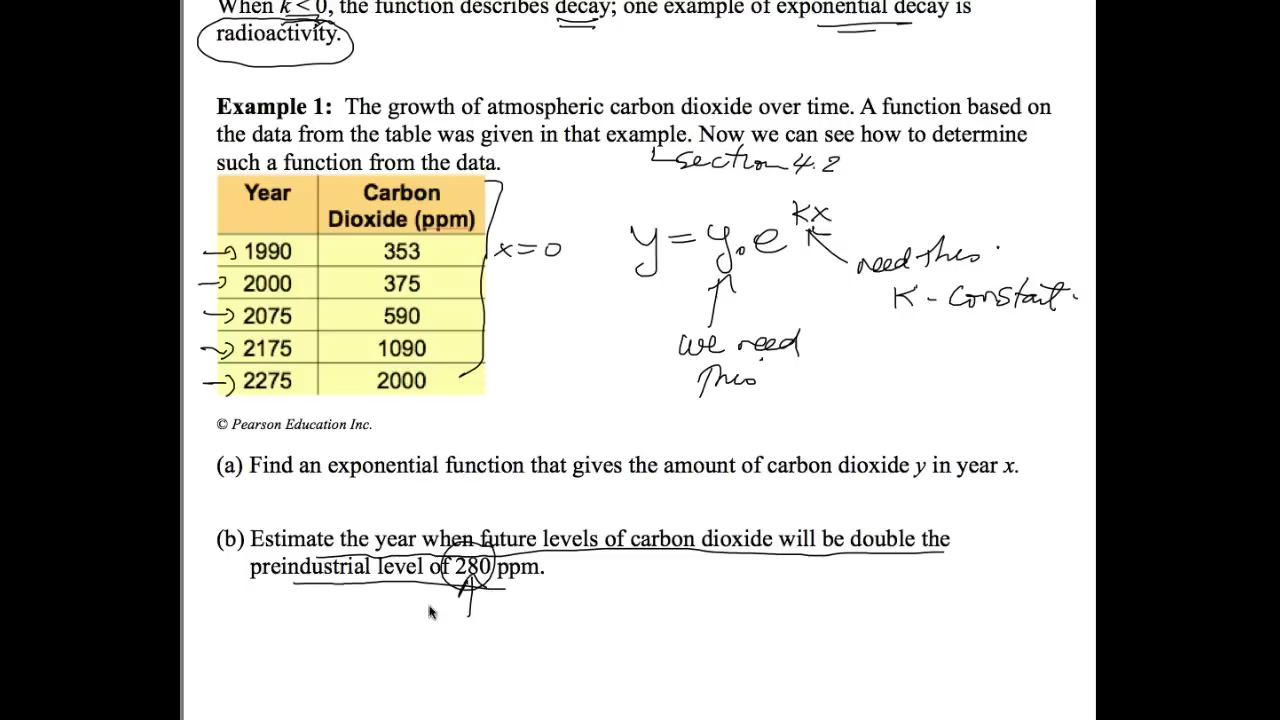 When k < 0, the function describes decay; one example of exponential decay is
radioactivity.
Example 1: The growth of atmospheric carbon dioxide over time. A function based on
the data from the table was given in that example. Now we can see how to determine
such a function from the data.
section 4.2
Year Carbon Dioxide (ppm)
1990 353
2000 375
2075 590
2175 1090
2275 2000
x = 0
y = y₀e^kx
need this
K - constant.
we need
this
© Pearson Education Inc.
(a) Find an exponential function that gives the amount of carbon dioxide y in year x.
(b) Estimate the year when future levels of carbon dioxide will be double the
preindustrial level of 280 ppm.